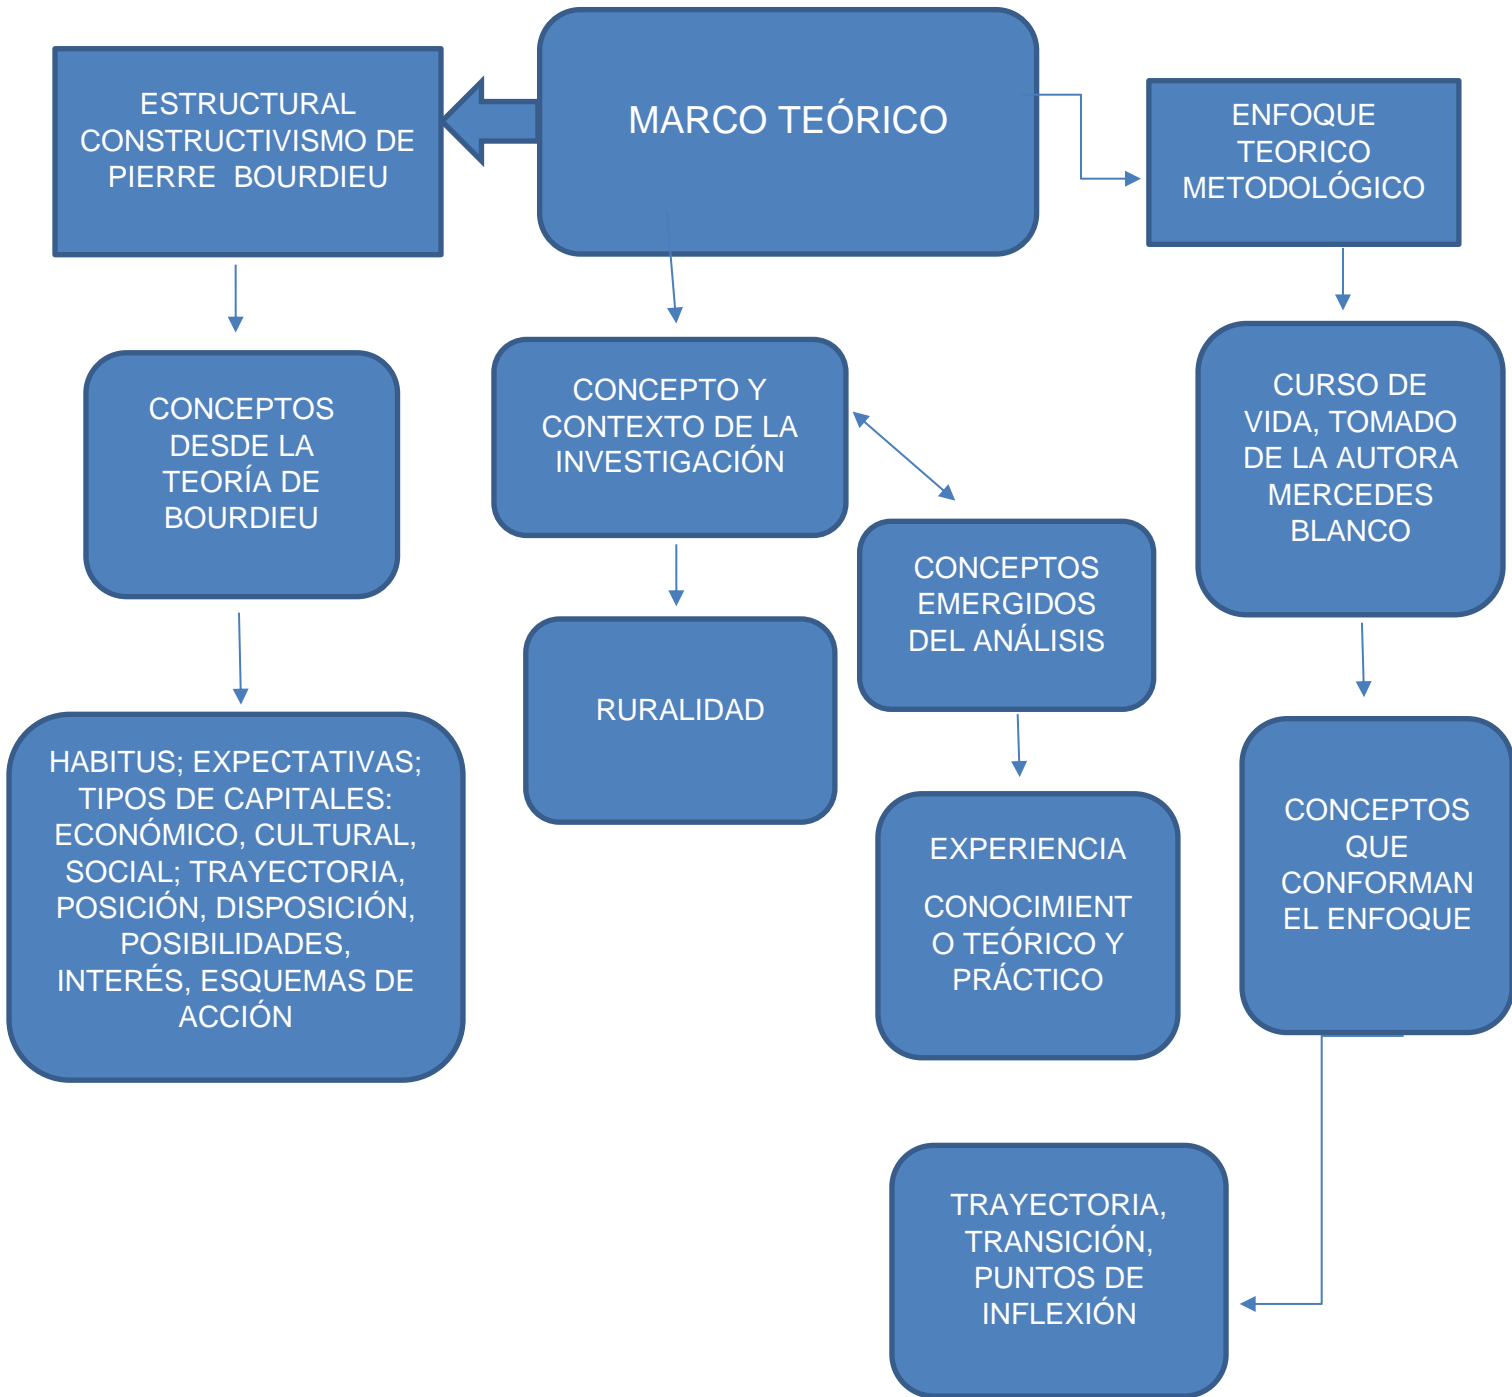 MARCO TEÓRICO
ESTRUCTURAL
CONSTRUCTIVISMO DE
PIERRE BOURDIEU
ENFOQUE
TEORICO
METODOLÓGICO
CONCEPTOS
DESDE LA
TEORÍA DE
BOURDIEU
CONCEPTO Y
CONTEXTO DE LA
INVESTIGACIÓN
CURSO DE
VIDA, TOMADO
DE LA AUTORA
MERCEDES
BLANCO
CONCEPTOS
EMERGIDOS
DEL ANÁLISIS
RURALIDAD
HABITUS; EXPECTATIVAS;
TIPOS DE CAPITALES:
ECONÓMICO, CULTURAL,
SOCIAL; TRAYECTORIA,
POSICIÓN, DISPOSICIÓN,
POSIBILIDADES,
INTERÉS, ESQUEMAS DE
ACCIÓN
EXPERIENCIA
CONOCIMIENT
O TEÓRICO Y
PRÁCTICO
CONCEPTOS
QUE
CONFORMAN
EL ENFOQUE
TRAYECTORIA,
TRANSICIÓN,
PUNTOS DE
INFLEXIÓN